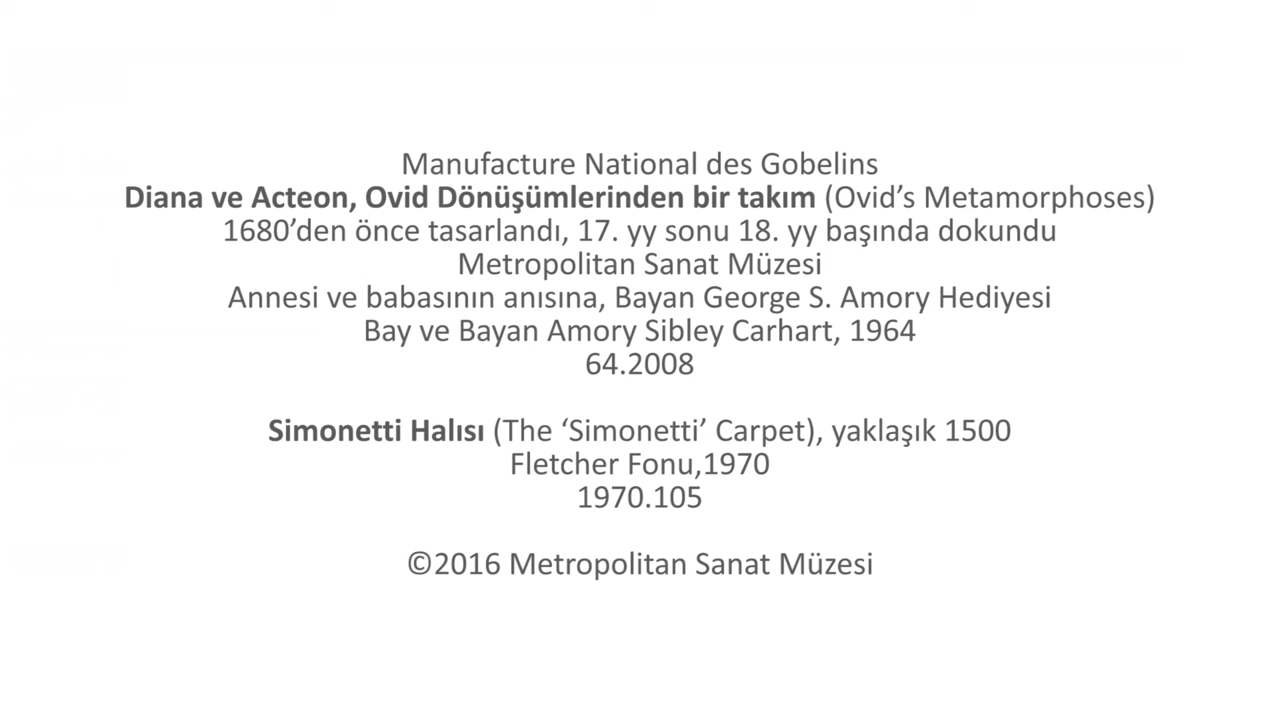 Manufacture National des Gobelins
Diana ve Acteon, Ovid Dönüşümlerinden bir takım (Ovid’s Metamorphoses)
1680’den önce tasarlandı, 17. yy sonu 18. yy başında dokundu
Metropolitan Sanat Müzesi
Annesi ve babasının anısına, Bayan George S. Amory Hediyesi
Bay ve Bayan Amory Sibley Carhart, 1964
64.2008
Simonetti Halısı (The ‘Simonetti’ Carpet), yaklaşık 1500
Fletcher Fonu,1970
1970.105
©2016 Metropolitan Sanat Müzesi